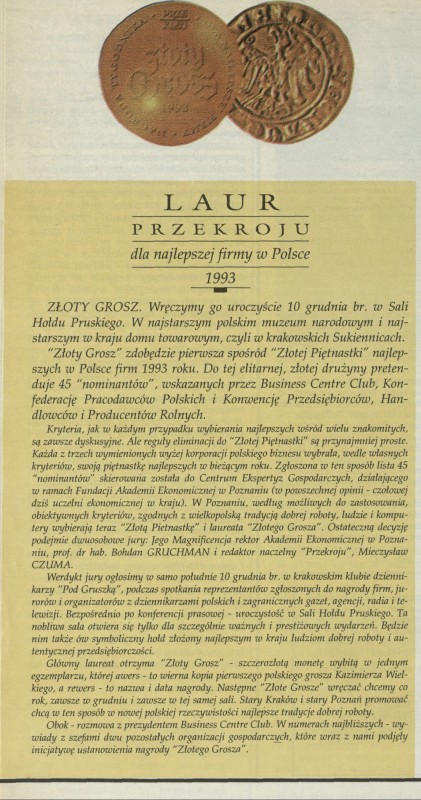 PRZE
KRÓJ
złoty
Grosz
1993
LAUR
PRZEKROJU
dla najlepszej firmy w Polsce
1993
ZŁOTY GROSZ. Wręczymy go uroczyście 10 grudnia br. w Sali
Hołdu Pruskiego. W najstarszym polskim muzeum narodowym i naj-
starszym w kraju domu towarowym, czyli w krakowskich Sukiennicach.
"Złoty Grosz" zdobędzie pierwsza spośród "Złotej Piętnastki" najlep-
szych w Polsce firm 1993 roku. Do tej elitarnej, złotej drużyny preten-
duje 45 "nominantów", wskazanych przez Business Centre Club, Kon-
federację Pracodawców Polskich i Konwencję Przedsiębiorców, Han-
dlowców i Producentów Rolnych.
Kryteria, jak w każdym przypadku wybierania najlepszych wśród wielu znakomitych,
są zawsze dyskusyjne. Ale reguły eliminacji do "Złotej Piętnastki" są przynajmniej proste.
Każda z trzech wymienionych wyżej korporacji polskiego biznesu wybrała, wedle własnych
kryteriów, swoją piętnastkę najlepszych w bieżącym roku. Zgłoszona w ten sposób lista 45
"nominantów" skierowana została do Centrum Ekspertyz Gospodarczych, działającego
w ramach Fundacji Akademii Ekonomicznej w Poznaniu (w powszechnej opinii - czołowej
dziś uczelni ekonomicznej w kraju). W Poznaniu, według możliwych do zastosowania,
obiektywnych kryteriów, zgodnych z wielkopolską tradycją dobrej roboty, ludzie i kompu-
tery wybierają teraz "Złotą Piętnastkę" i laureata "Złotego Grosza". Ostateczną decyzję
podejmie dwuosobowe jury: Jego Magnificencja rektor Akademii Ekonomicznej w Pozna-
niu, prof. dr hab. Bohdan GRUCHMAN i redaktor naczelny "Przekroju", Mieczysław
CZUMA.
Werdykt jury ogłosimy w samo południe 10 grudnia br. w krakowskim klubie dzienni-
karzy "Pod Gruszką", podczas spotkania reprezentantów zgłoszonych do nagrody firm, ju-
rorów i organizatorów z dziennikarzami polskich i zagranicznych gazet, agencji, radia i te-
lewizji. Bezpośrednio po konferencji prasowej - uroczystość w Sali Hołdu Pruskiego. Ta
nobliwa sala otwiera się tylko dla szczególnie ważnych i prestiżowych wydarzeń. Będzie
nim także ów symboliczny hołd złożony najlepszym w kraju ludziom dobrej roboty i au-
tentycznej przedsiębiorczości.
Główny laureat otrzyma "Złoty Grosz" - szczerozłotą monetę wybitą w jednym
egzemplarzu, której awers - to wierna kopia pierwszego polskiego grosza Kazimierza Wiel-
kiego, a rewers - to nazwa i data nagrody. Następne "Złote Grosze" wręczać chcemy co
rok, zawsze w grudniu i zawsze w tej samej sali. Stary Kraków i stary Poznań promować
chcą w ten sposób w nowej polskiej rzeczywistości najlepsze tradycje dobrej roboty.
Obok - rozmowa z prezydentem Business Centre Club. W numerach najbliższych - wy-
wiady z szefami dwu pozostałych organizacji gospodarczych, które wraz z nami podjęły
inicjatywę ustanowienia nagrody "Złotego Grosza".